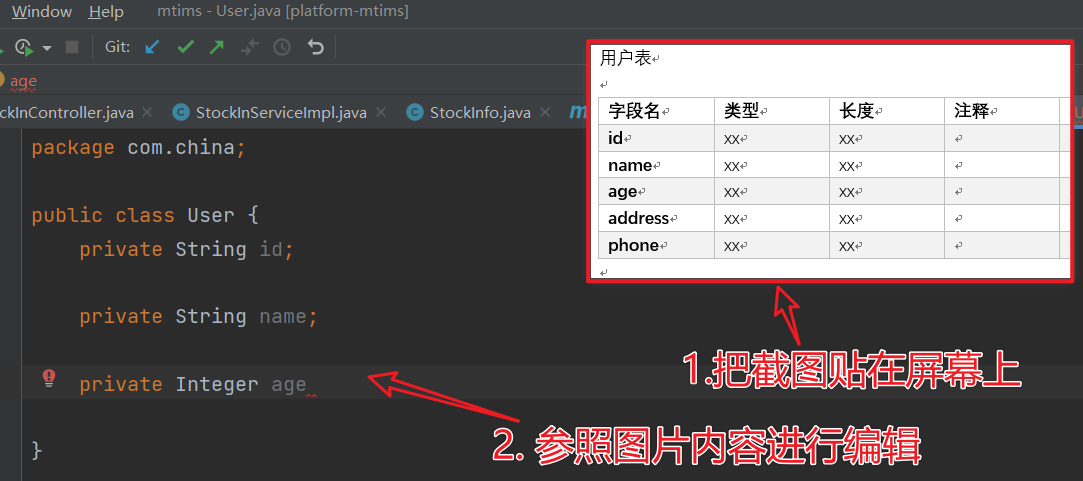 Window Help mtims - User.java [platform-mtims]
Git:
age
ckInController.java StockInServiceImpl.java StockInfo.java
package com.china;
public class User {
private String id;
private String name;
private Integer age
}
用户表
字段名 类型 长度 注释
id xx xx
name xx xx
age xx xx
address xx xx
phone xx xx
1.把截图贴在屏幕上
2. 参照图片内容进行编辑